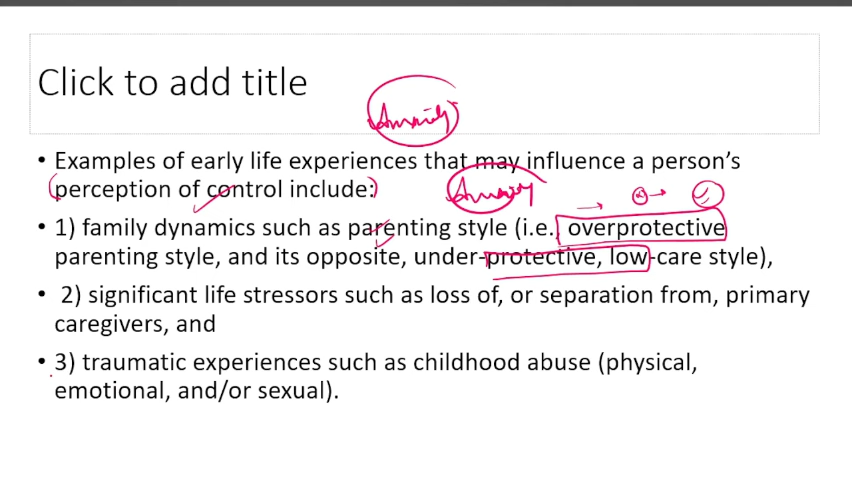 Click to add title
Anxiety
• Examples of early life experiences that may influence a person's
perception of control include:
Anxiety
• 1) family dynamics such as parenting style (i.e., overprotective
parenting style, and its opposite, under-protective, low-care style),
• 2) significant life stressors such as loss of, or separation from, primary
caregivers, and
• 3) traumatic experiences such as childhood abuse (physical,
emotional, and/or sexual).